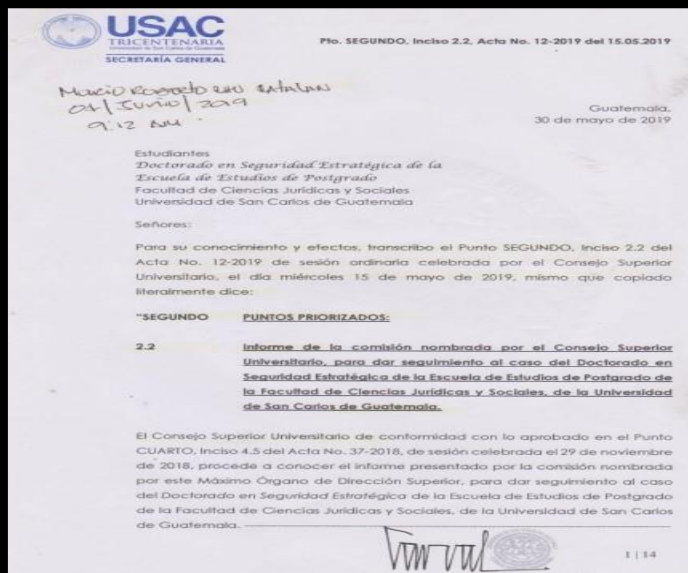 USAC
TRICENTENARIA
Universidad de San Carlos de Guatemala
SECRETARÍA GENERAL
Pto. SEGUNDO, Inciso 2.2, Acta No. 12-2019 del 15.05.2019
Roberto
Junio/2019
9:12 AM
Guatemala,
30 de mayo de 2019
Estudiantes
Doctorado en Seguridad Estratégica de la
Escuela de Estudios de Postgrado
Facultad de Ciencias Jurídicas y Sociales
Universidad de San Carlos de Guatemala
Señores:
Para su conocimiento y efectos, transcribo el Punto SEGUNDO, Inciso 2.2 del
Acta No. 12-2019 de sesión ordinaria celebrada por el Consejo Superior
Universitario, el día miércoles 15 de mayo de 2019, mismo que copiado
literalmente dice:
"SEGUNDO PUNTOS PRIORIZADOS:
2.2 Informe de la comisión nombrada por el Consejo Superior
Universitario, para dar seguimiento al caso del Doctorado en
Seguridad Estratégica de la Escuela de Estudios de Postgrado de
la Facultad de Ciencias Jurídicas y Sociales, de la Universidad
de San Carlos de Guatemala.
El Consejo Superior Universitario de conformidad con lo aprobado en el Punto
CUARTO, Inciso 4.5 del Acta No. 37-2018, de sesión celebrada el 29 de noviembre
de 2018, procede a conocer el informe presentado por la comisión nombrada
por este Máximo Órgano de Dirección Superior, para dar seguimiento al caso
del Doctorado en Seguridad Estratégica de la Escuela de Estudios de Postgrado
de la Facultad de Ciencias Jurídicas y Sociales, de la Universidad de San Carlos
de Guatemala.
1 | 14